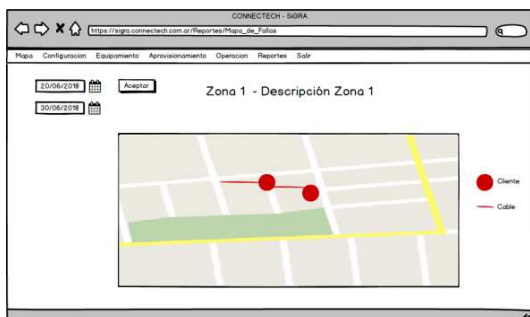 CONNECTECH - SiGRA
https://sigra.connectech.com.ar/Reportes/Mapa_de_Fallas
Mapa Configuracion Equipamiento Aprovisionamiento Operacion Reportes Salir
20/06/2018 Aceptar
Zona 1 - Descripción Zona 1
30/06/2018
Cliente
Cable